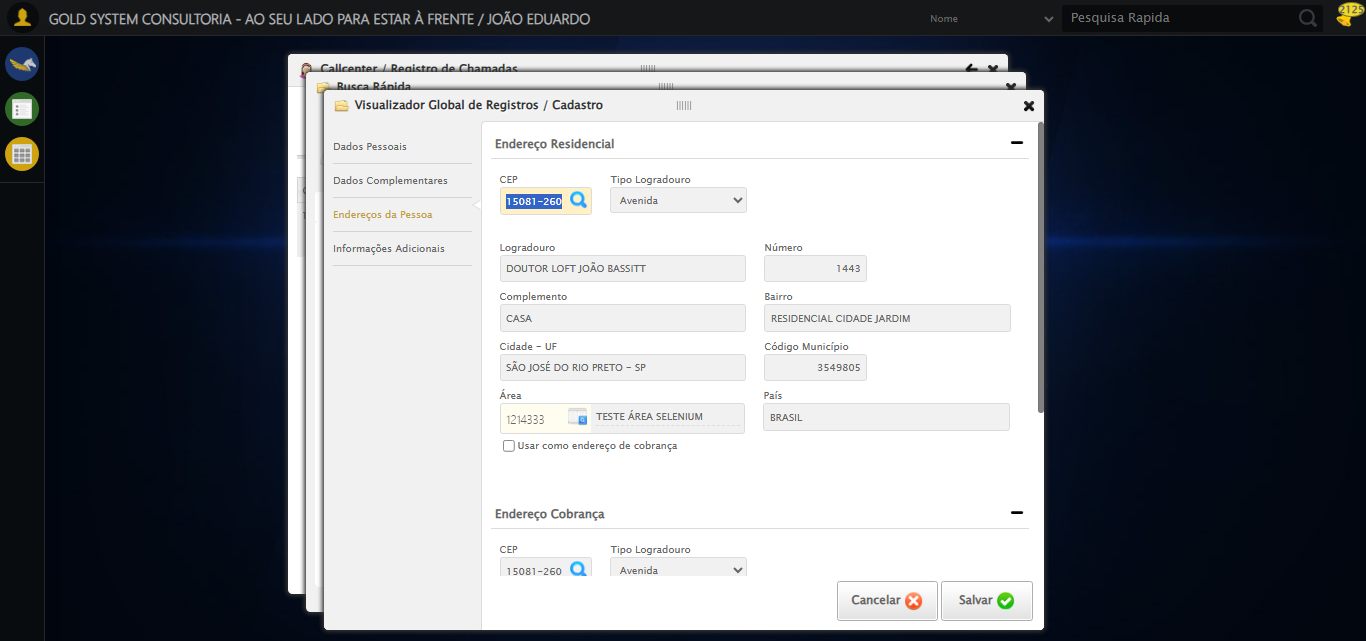 GOLD SYSTEM CONSULTORIA - AO SEU LADO PARA ESTAR À FRENTE / JOÃO EDUARDO
Nome
Pesquisa Rapida
2125
Callcenter / Registro de Chamadas
Busca Rápida
Visualizador Global de Registros / Cadastro
Dados Pessoais
Dados Complementares
Endereços da Pessoa
Informações Adicionais
Endereço Residencial
CEP
Tipo Logradouro
15081-260
Avenida
Logradouro
Número
DOUTOR LOFT JOÃO BASSITT
1443
Complemento
Bairro
CASA
RESIDENCIAL CIDADE JARDIM
Cidade - UF
Código Município
SÃO JOSÉ DO RIO PRETO - SP
3549805
Área
País
1214333
TESTE ÁREA SELENIUM
BRASIL
Usar como endereço de cobrança
Endereço Cobrança
CEP
Tipo Logradouro
15081-260
Avenida
Cancelar
Salvar